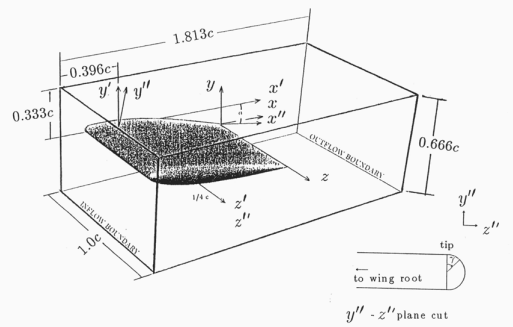 1.813c
0.396c
y′ y″
y
x′
x
x″
0.333c
OUTFLOW BOUNDARY
0.666c
z
1/4 c
z′
z″
INFLOW BOUNDARY
1.0c
y″
z″
tip
γ
to wing root
y″ - z″ plane cut